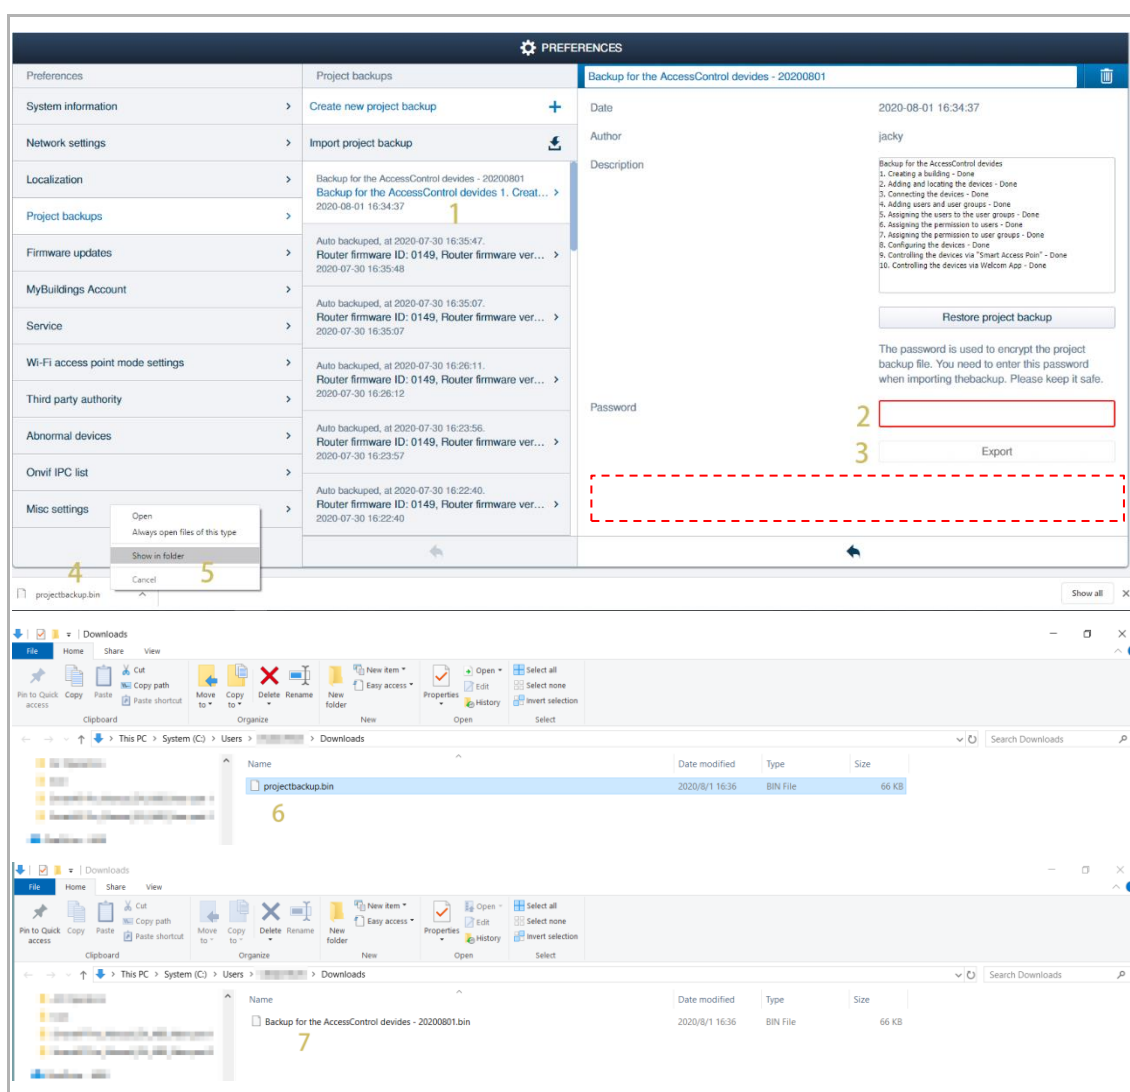 PREFERENCES
Preferences
System information
Network settings
Localization
Project backups
Firmware updates
MyBuildings Account
Service
Wi-Fi access point mode settings
Third party authority
Abnormal devices
Onvif IPC list
Misc settings
Project backups
Create new project backup
Import project backup
Backup for the AccessControl devides - 20200801
Backup for the AccessControl devides 1. Creat...
2020-08-01 16:34:37
1
Auto backuped, at 2020-07-30 16:35:47.
Router firmware ID: 0149, Router firmware ver...
2020-07-30 16:35:48
Auto backuped, at 2020-07-30 16:35:07.
Router firmware ID: 0149, Router firmware ver...
2020-07-30 16:35:07
Auto backuped, at 2020-07-30 16:26:11.
Router firmware ID: 0149, Router firmware ver...
2020-07-30 16:26:12
Auto backuped, at 2020-07-30 16:23:56.
Router firmware ID: 0149, Router firmware ver...
2020-07-30 16:23:57
Auto backuped, at 2020-07-30 16:22:40.
Router firmware ID: 0149, Router firmware ver...
2020-07-30 16:22:40
Backup for the AccessControl devides - 20200801
Date 2020-08-01 16:34:37
Author jacky
Description
Backup for the AccessControl devides
1. Creating a building - Done
2. Adding and locating the devices - Done
3. Connecting the devices - Done
4. Adding users and user groups - Done
5. Assigning the users to the user groups - Done
6. Assigning the permission to users - Done
7. Assigning the permission to user groups - Done
8. Configuring the devices - Done
9. Controlling the devices via "Smart Access Poin" - Done
10. Controlling the devices via Welcom App - Done
Restore project backup
The password is used to encrypt the project
backup file. You need to enter this password
when importing thebackup. Please keep it safe.
Password
2
3
Export
Open
Always open files of this type
Show in folder
Cancel
4
5
projectbackup.bin
Show all
Downloads
File Home Share View
Pin to Quick access
Copy
Paste
Cut
Copy path
Paste shortcut
Move to
Copy to
Delete
Rename
New folder
New item
Easy access
Properties
Open
Edit
History
Select all
Select none
Invert selection
Clipboard Organize New Open Select
This PC > System (C:) > Users > > Downloads
Search Downloads
Name Date modified Type Size
projectbackup.bin 2020/8/1 16:36 BIN File 66 KB
6
Downloads
File Home Share View
Pin to Quick access
Copy
Paste
Cut
Copy path
Paste shortcut
Move to
Copy to
Delete
Rename
New folder
New item
Easy access
Properties
Open
Edit
History
Select all
Select none
Invert selection
Clipboard Organize New Open Select
This PC > System (C:) > Users > > Downloads
Search Downloads
Name Date modified Type Size
Backup for the AccessControl devides - 20200801.bin 2020/8/1 16:36 BIN File 66 KB
7